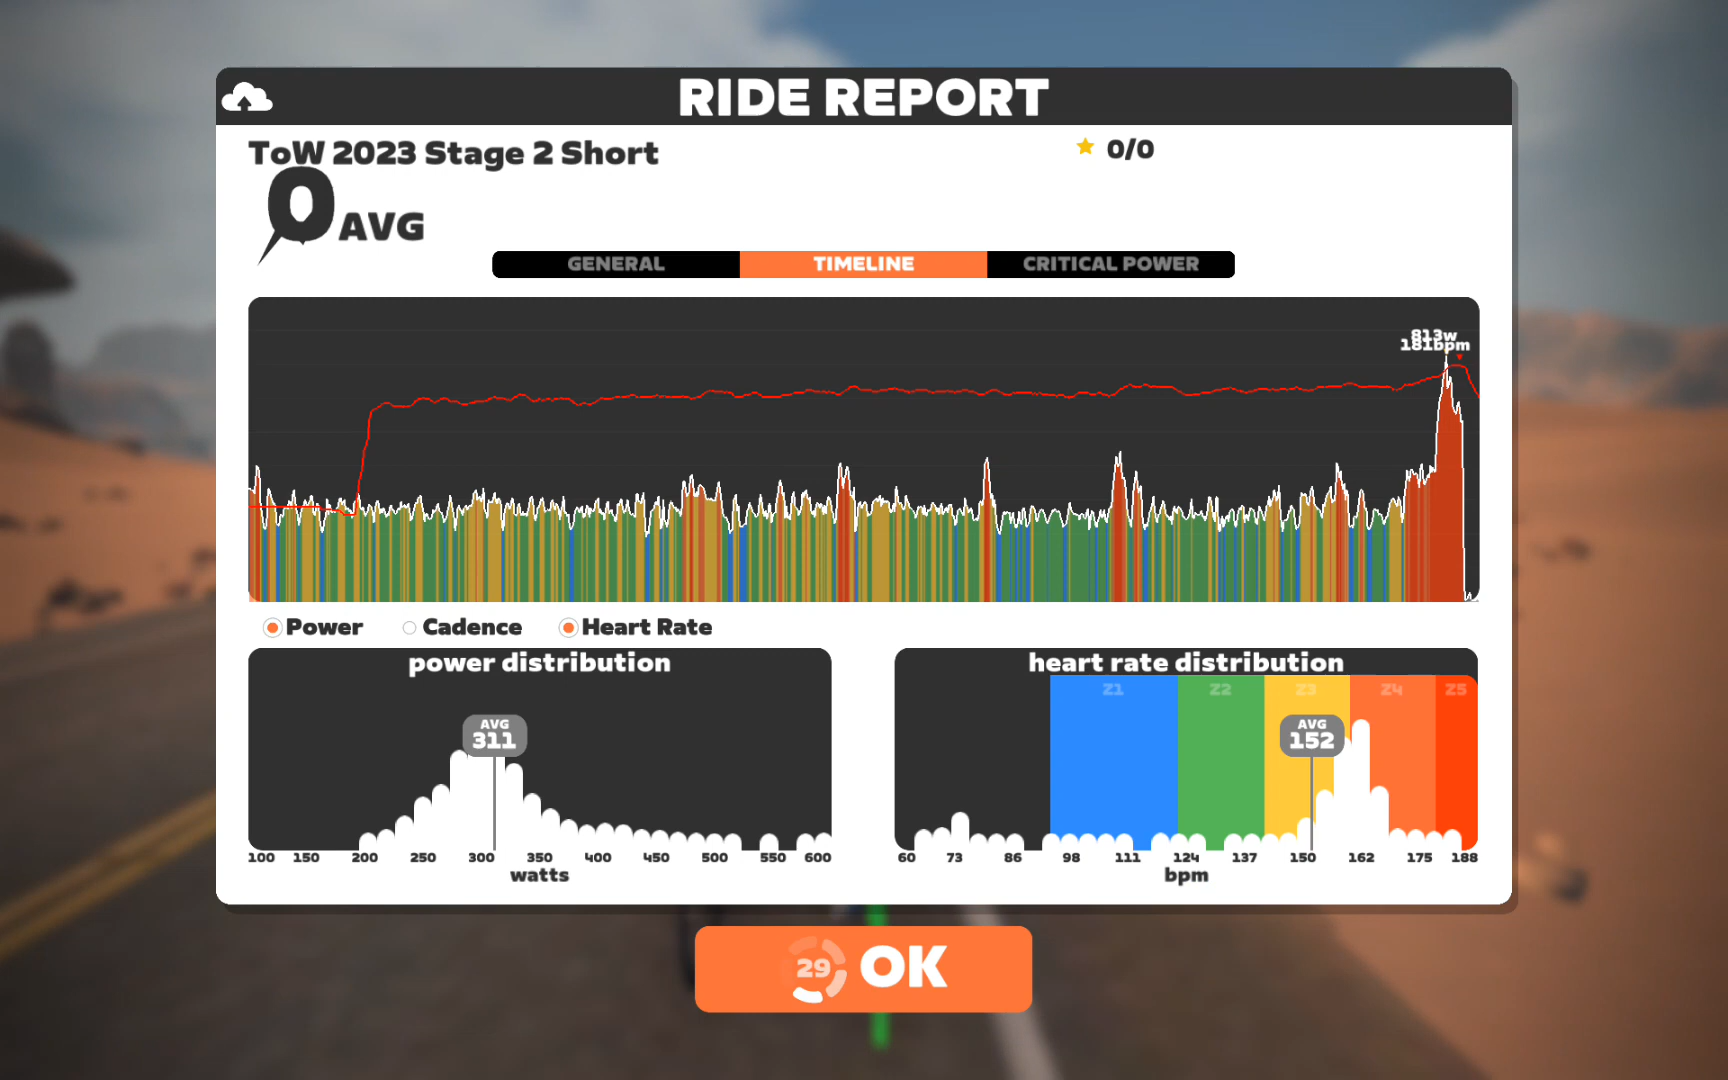 RIDE REPORT
ToW 2023 Stage 2 Short
0/0
0 AVG
GENERAL TIMELINE CRITICAL POWER
813w
181bpm
Power Cadence Heart Rate
power distribution
AVG
311
100 150 200 250 300 350 400 450 500 550 600
watts
heart rate distribution
Z1 Z2 Z3 Z4 Z5
AVG
152
60 73 86 98 111 124 137 150 162 175 188
bpm
29 OK